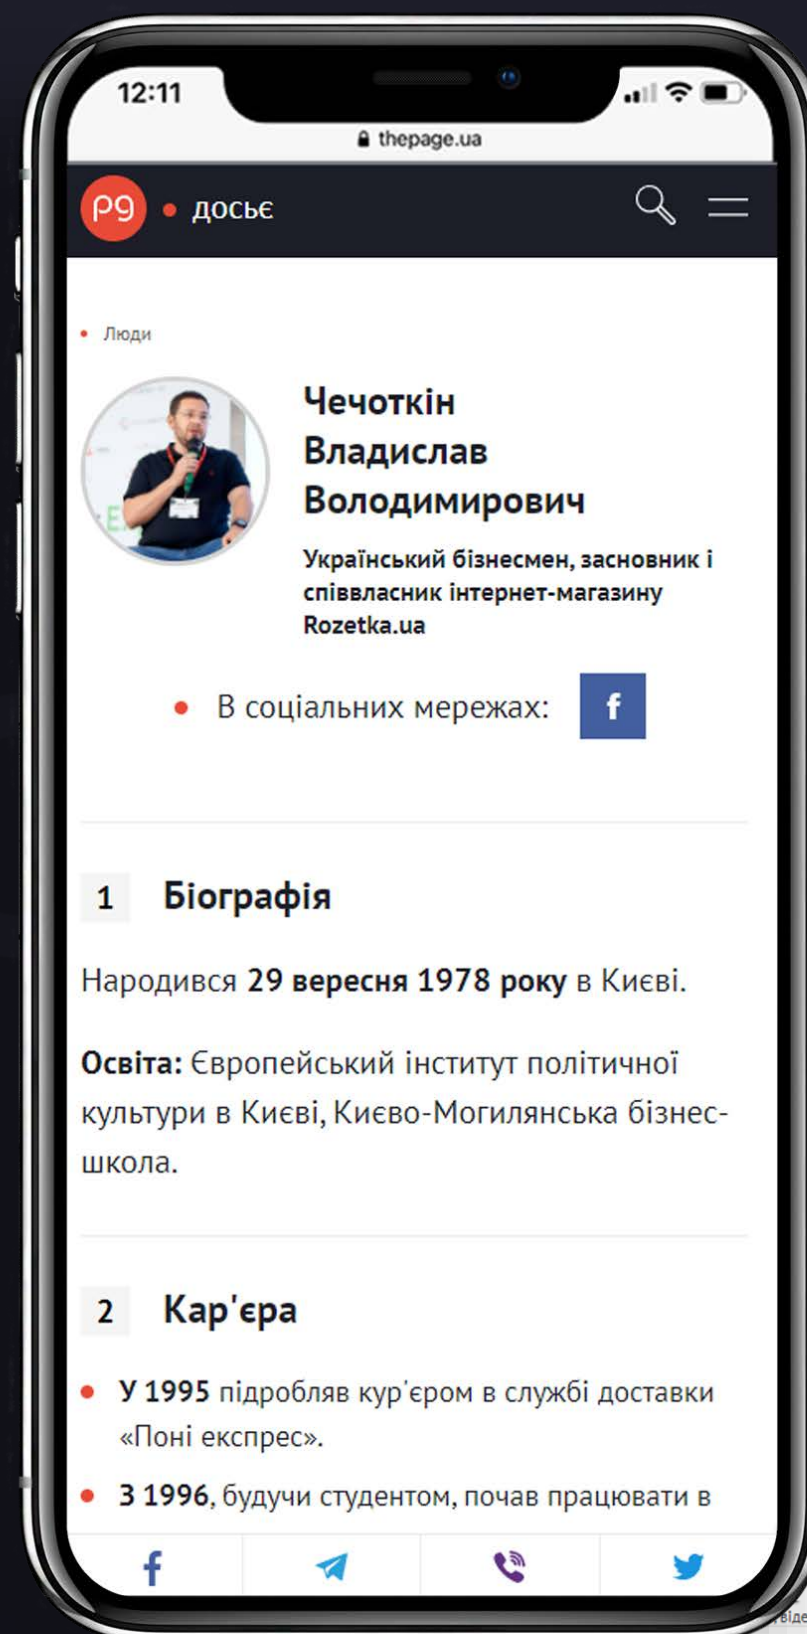 12:11
thepage.ua
pg • досьє
• Люди
Чечоткін
Владислав
Володимирович
Український бізнесмен, засновник і
співвласник інтернет-магазину
Rozetka.ua
• В соціальних мережах:
1 Біографія
Народився 29 вересня 1978 року в Києві.
Освіта: Європейський інститут політичної
культури в Києві, Києво-Могилянська бізнес-
школа.
2 Кар'єра
• У 1995 підробляв кур'єром в службі доставки
«Поні експрес».
• З 1996, будучи студентом, почав працювати в